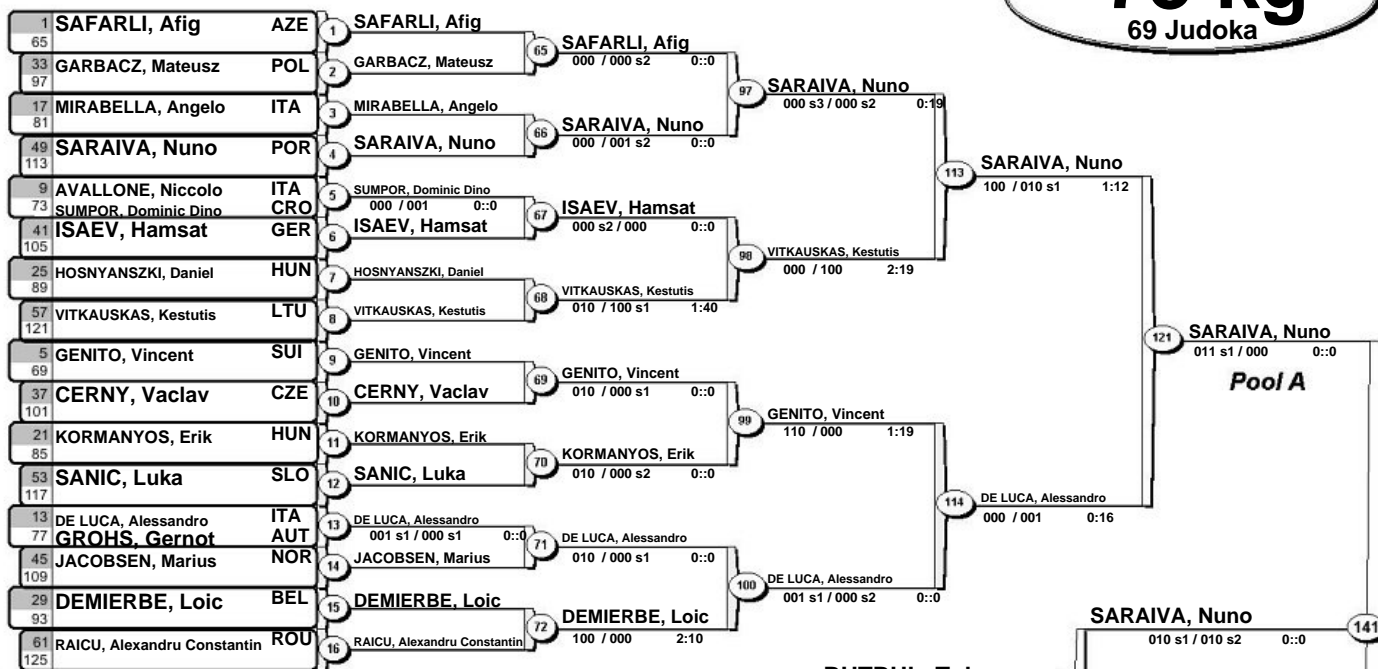 69 Judoka
1 SAFARLI, Afig AZE
65
33 GARBACZ, Mateusz POL
97
17 MIRABELLA, Angelo ITA
81
49 SARAIVA, Nuno POR
113
9 AVALLONE, Niccolo ITA
73 SUMPOR, Dominic Dino CRO
41 ISAEV, Hamsat GER
105
25 HOSNYANSZKI, Daniel HUN
89
57 VITKAUSKAS, Kestutis LTU
121
5 GENITO, Vincent SUI
69
37 CERNY, Vaclav CZE
101
21 KORMANYOS, Erik HUN
85
53 SANIC, Luka SLO
117
13 DE LUCA, Alessandro ITA
77 GROHS, Gernot AUT
45 JACOBSEN, Marius NOR
109
29 DEMIERBE, Loic BEL
93
61 RAICU, Alexandru Constantin ROU
125
1 SAFARLI, Afig
2 GARBACZ, Mateusz
3 MIRABELLA, Angelo
4 SARAIVA, Nuno
5 SUMPOR, Dominic Dino
000 / 001 0::0
6 ISAEV, Hamsat
7 HOSNYANSZKI, Daniel
8 VITKAUSKAS, Kestutis
9 GENITO, Vincent
10 CERNY, Vaclav
11 KORMANYOS, Erik
12 SANIC, Luka
13 DE LUCA, Alessandro
001 s1 / 000 s1 0::0
14 JACOBSEN, Marius
15 DEMIERBE, Loic
16 RAICU, Alexandru Constantin
65 SAFARLI, Afig
000 / 000 s2 0::0
66 SARAIVA, Nuno
000 / 001 s2 0::0
67 ISAEV, Hamsat
000 s2 / 000 0::0
68 VITKAUSKAS, Kestutis
010 / 100 s1 1:40
69 GENITO, Vincent
010 / 000 s1 0::0
70 KORMANYOS, Erik
010 / 000 s2 0::0
71 DE LUCA, Alessandro
010 / 000 s1 0::0
72 DEMIERBE, Loic
100 / 000 2:10
97 SARAIVA, Nuno
000 s3 / 000 s2 0:19
98 VITKAUSKAS, Kestutis
000 / 100 2:19
99 GENITO, Vincent
110 / 000 1:19
100 DE LUCA, Alessandro
001 s1 / 000 s2 0::0
113 SARAIVA, Nuno
100 / 010 s1 1:12
114 DE LUCA, Alessandro
000 / 001 0:16
121 SARAIVA, Nuno
011 s1 / 000 0::0
Pool A
SARAIVA, Nuno
010 s1 / 010 s2 0::0
141